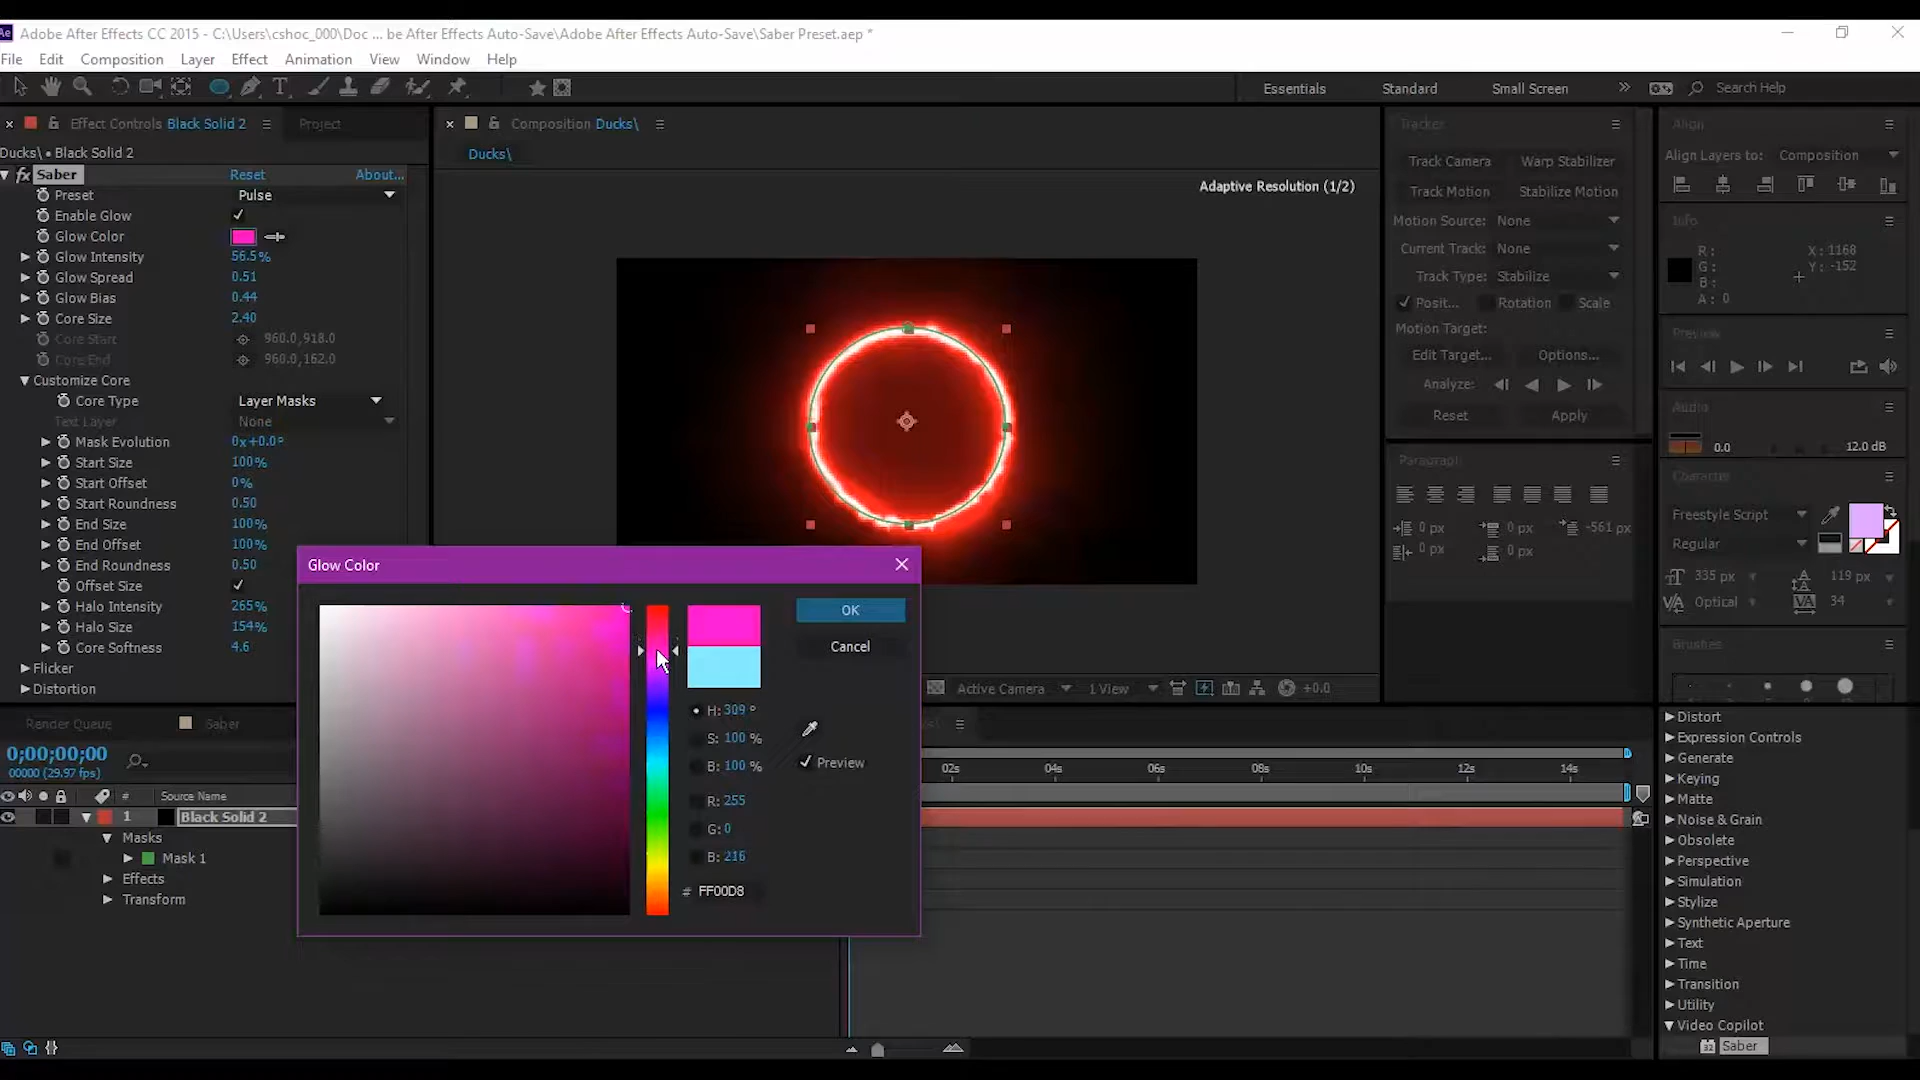 Adobe After Effects CC 2015 - C:\Users\cshoc_000\Doc ... be After Effects Auto-Save\Adobe After Effects Auto-Save\Saber Preset.aep *
File Edit Composition Layer Effect Animation View Window Help
Essentials Standard Small Screen Search Help
Effect Controls Black Solid 2 Project
Ducks\ • Black Solid 2
fx Saber Reset About...
Preset Pulse
Enable Glow
Glow Color
Glow Intensity 56.5%
Glow Spread 0.51
Glow Bias 0.44
Core Size 2.40
Core Start 960.0,918.0
Core End 960.0,162.0
Customize Core
Core Type Layer Masks
Text Layer None
Mask Evolution 0x+0.0°
Start Size 100%
Start Offset 0%
Start Roundness 0.50
End Size 100%
End Offset 100%
End Roundness 0.50
Offset Size
Halo Intensity 265%
Halo Size 154%
Core Softness 4.6
Flicker
Distortion
Composition Ducks\
Ducks\
Adaptive Resolution (1/2)
Active Camera 1 View +0.0
Tracker
Track Camera Warp Stabilizer
Track Motion Stabilize Motion
Motion Source: None
Current Track: None
Track Type: Stabilize
Posit... Rotation Scale
Motion Target:
Edit Target... Options...
Analyze:
Reset Apply
Paragraph
0 px 0 px -561 px
0 px 0 px
Align
Align Layers to: Composition
Info
R: X: 1168
G: Y: -152
B:
A: 0
Preview
Audio
0.0 12.0 dB
Character
Freestyle Script
Regular
335 px 119 px
Optical 34
Brushes
Glow Color
OK
Cancel
H: 309 °
S: 100 %
B: 100 %
Preview
R: 255
G: 0
B: 216
# FF00D8
Render Queue Saber
0;00;00;00
00000 (29.97 fps)
# Source Name
1 Black Solid 2
Masks
Mask 1
Effects
Transform
02s 04s 06s 08s 10s 12s 14s
Distort
Expression Controls
Generate
Keying
Matte
Noise & Grain
Obsolete
Perspective
Simulation
Stylize
Synthetic Aperture
Text
Time
Transition
Utility
Video Copilot
Saber